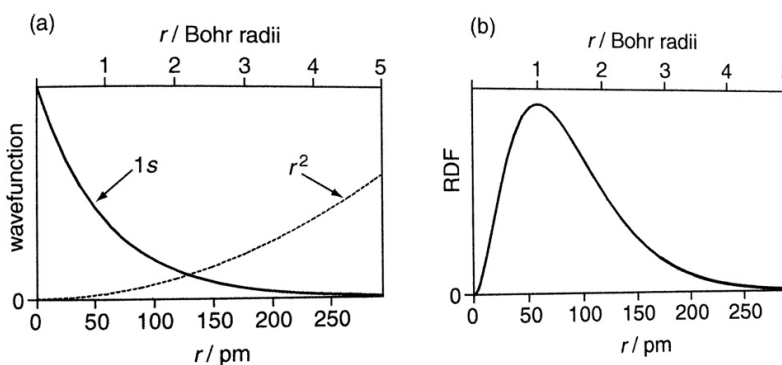 (a)
r / Bohr radii
1 2 3 4 5
wavefunction
1s
r²
0
0 50 100 150 200 250
r / pm
(b)
r / Bohr radii
1 2 3 4
RDF
0
0 50 100 150 200 250
r / pm